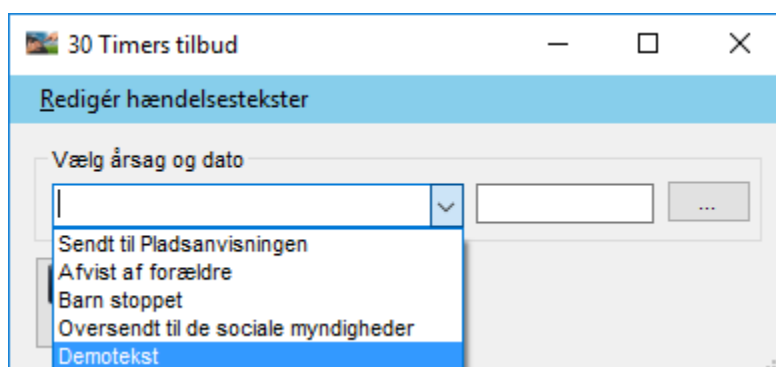 30 Timers tilbud
Redigér hændelsestekster
Vælg årsag og dato
...
Sendt til Pladsanvisningen
Afvist af forældre
Barn stoppet
Oversendt til de sociale myndigheder
Demotekst